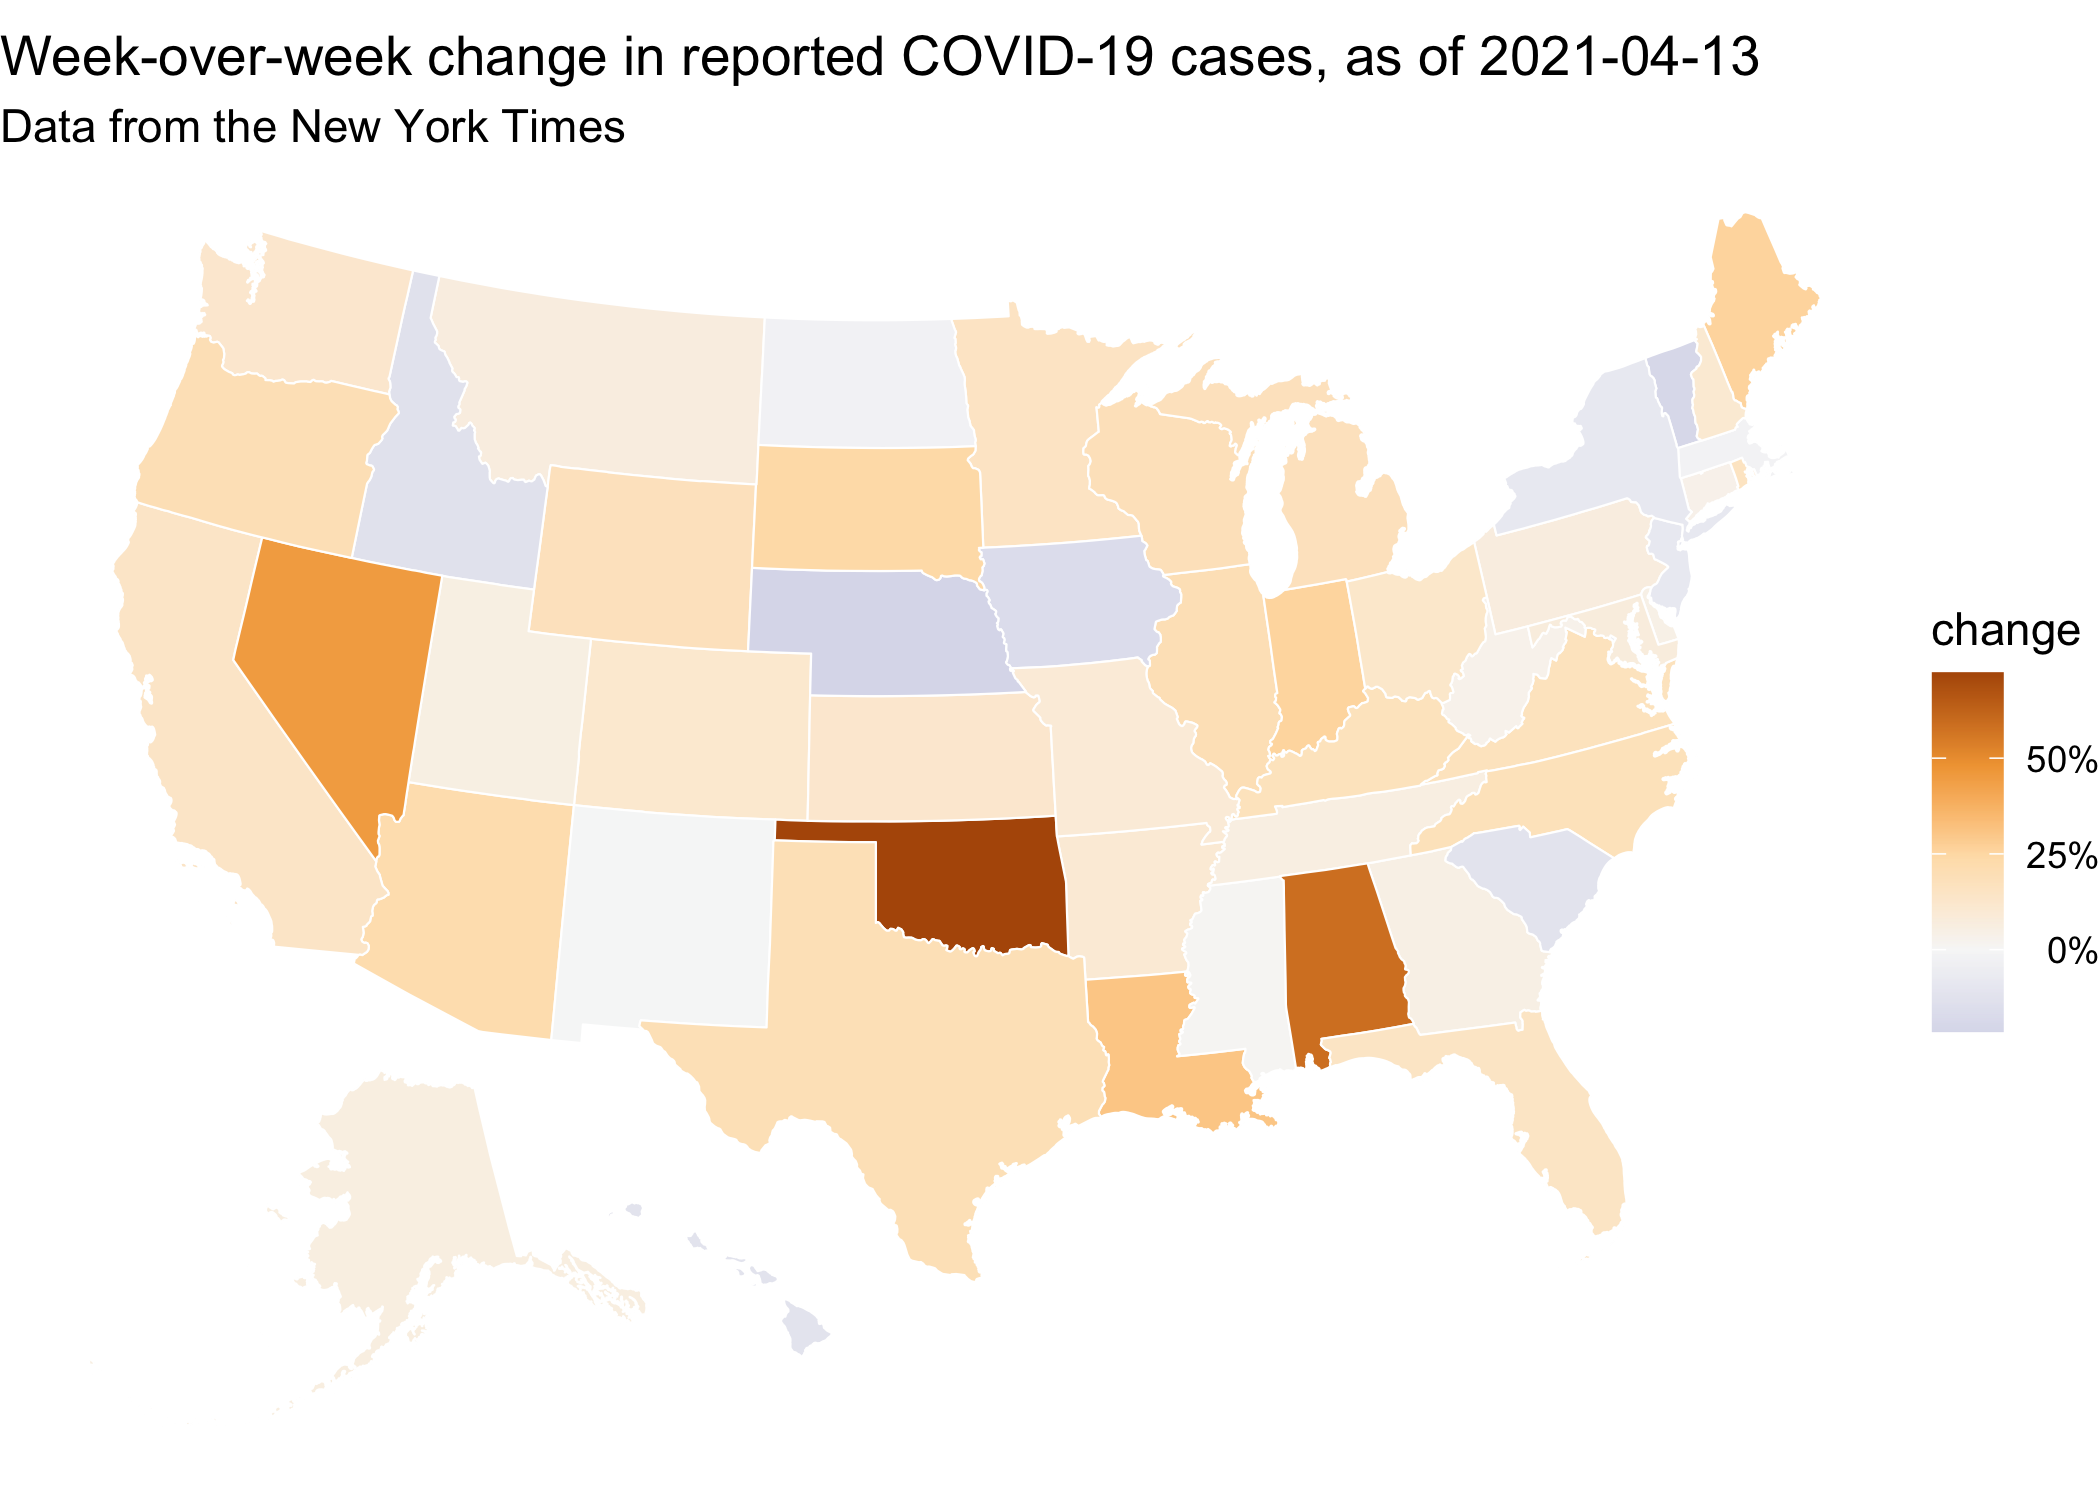 Week-over-week change in reported COVID-19 cases, as of 2021-04-13
Data from the New York Times
change
50%
25%
0%